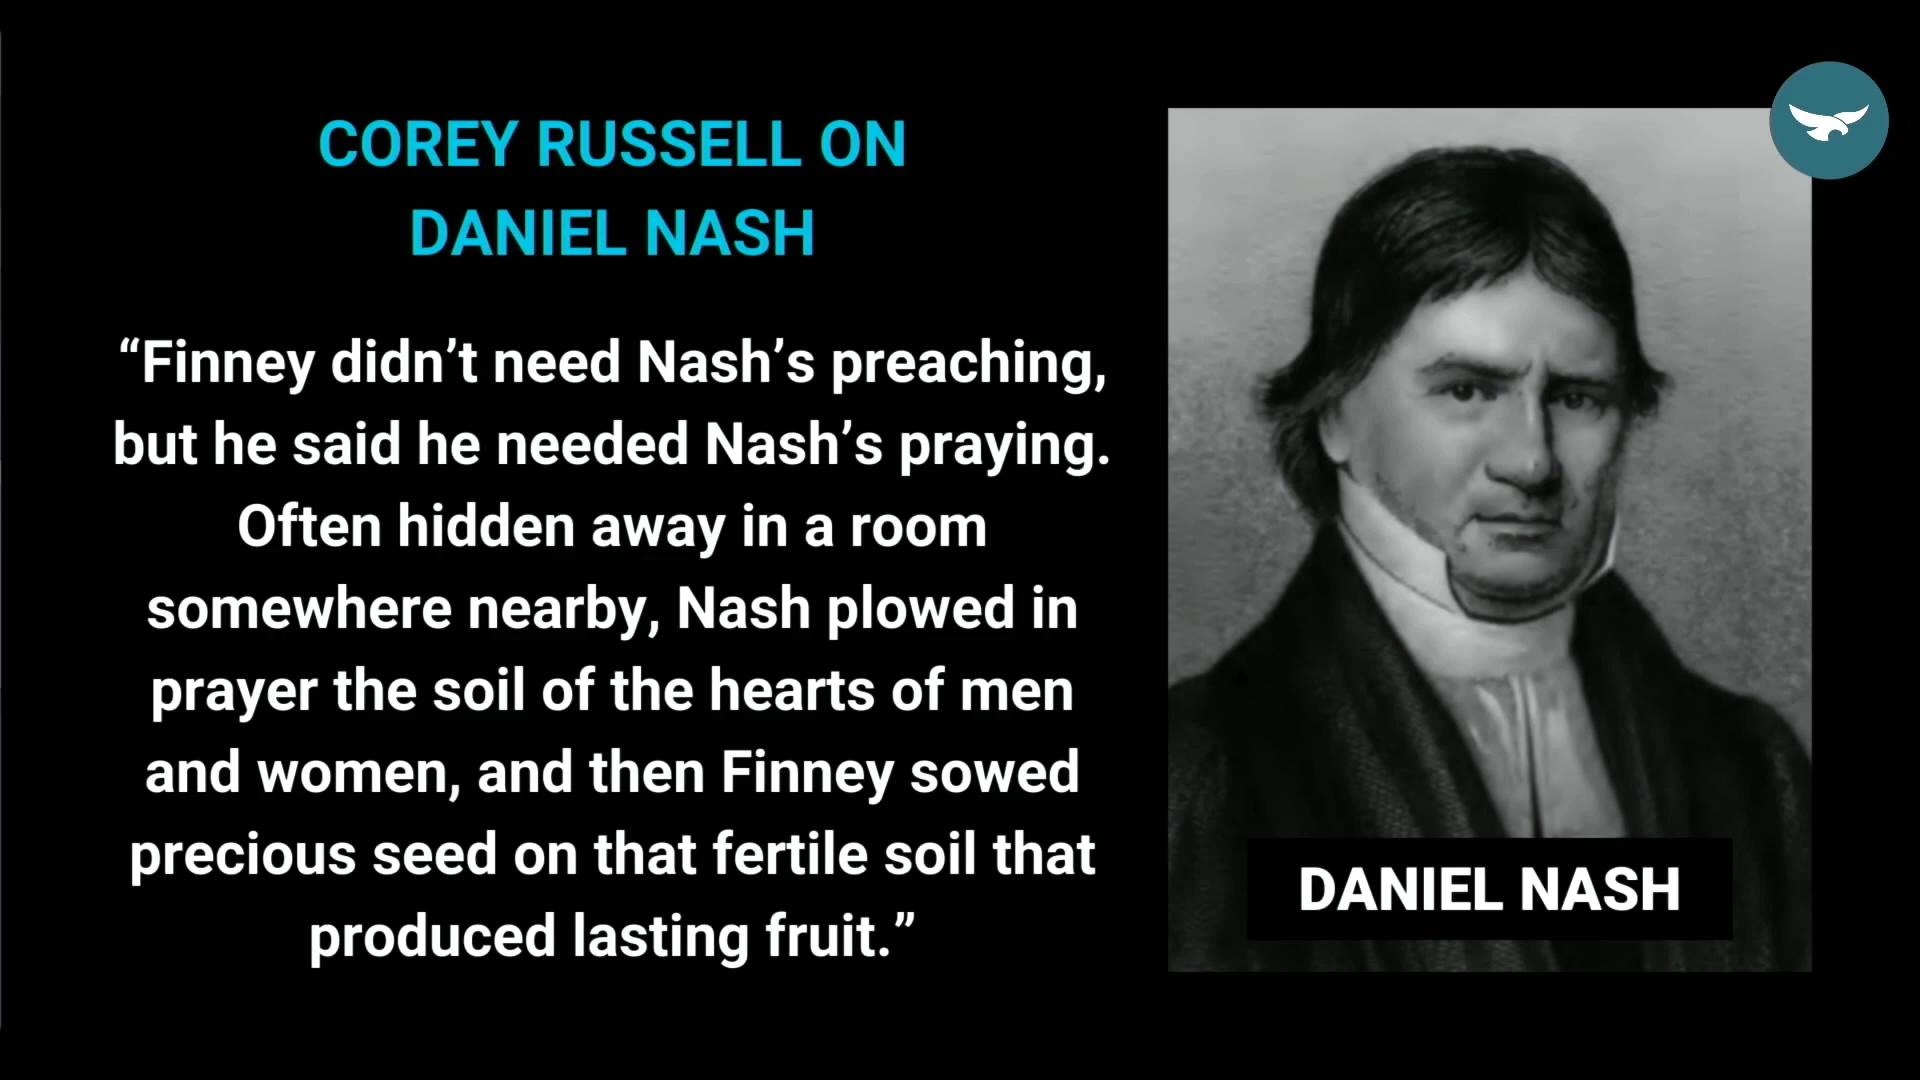 COREY RUSSELL ON
DANIEL NASH
“Finney didn’t need Nash’s preaching,
but he said he needed Nash’s praying.
Often hidden away in a room
somewhere nearby, Nash plowed in
prayer the soil of the hearts of men
and women, and then Finney sowed
precious seed on that fertile soil that
produced lasting fruit.”
DANIEL NASH